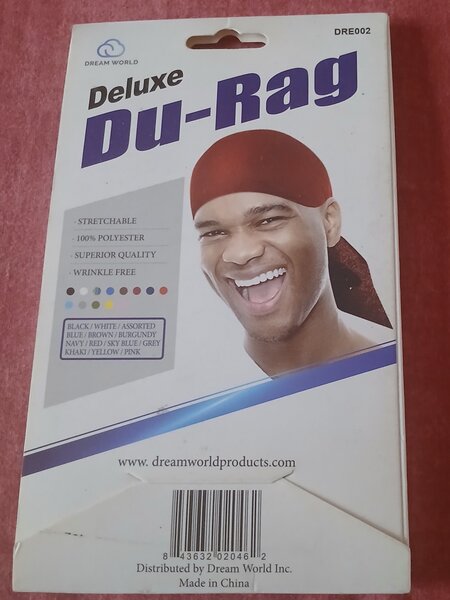 DRE002
DREAM WORLD
Deluxe
Du-Rag
· STRETCHABLE
· 100% POLYESTER
· SUPERIOR QUALITY
· WRINKLE FREE
BLACK / WHITE / ASSORTED
BLUE / BROWN / BURGUNDY
NAVY / RED / SKY BLUE / GREY
KHAKI / YELLOW / PINK
www. dreamworldproducts.com
8 43632 02046 2
Distributed by Dream World Inc.
Made in China